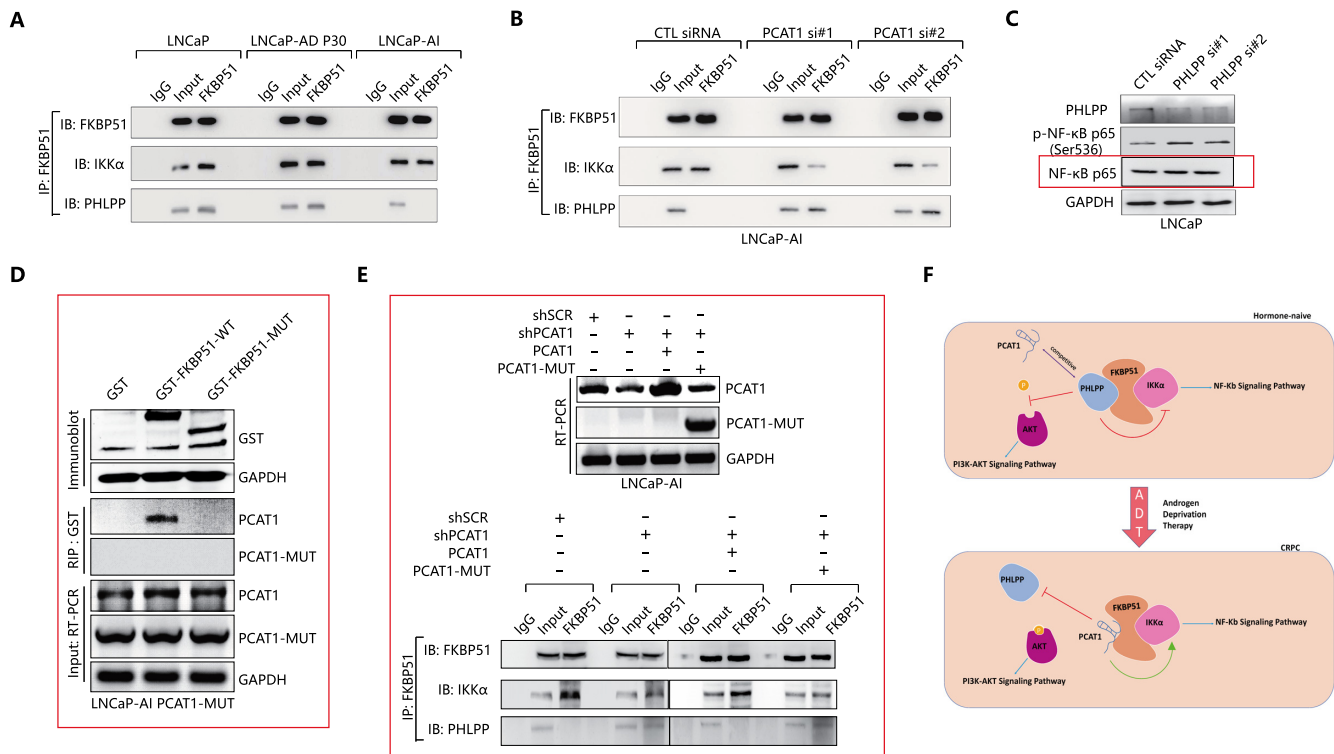 A
LNCaP LNCaP-AD P30 LNCaP-AI
IgG Input FKBP51 IgG Input FKBP51 IgG Input FKBP51
IP: FKBP51
IB: FKBP51
IB: IKKα
IB: PHLPP
B
CTL siRNA PCAT1 si#1 PCAT1 si#2
IgG Input FKBP51 IgG Input FKBP51 IgG Input FKBP51
IP: FKBP51
IB: FKBP51
IB: IKKα
IB: PHLPP
LNCaP-AI
C
CTL siRNA PHLPP si#1 PHLPP si#2
PHLPP
p-NF-κB p65
(Ser536)
NF-κB p65
GAPDH
LNCaP
D
GST GST-FKBP51-WT GST-FKBP51-MUT
Immunoblot
GST
GAPDH
RIP : GST
PCAT1
PCAT1-MUT
Input: RT-PCR
PCAT1
PCAT1-MUT
GAPDH
LNCaP-AI PCAT1-MUT
E
shSCR + – – –
shPCAT1 – + + +
PCAT1 – – + –
PCAT1-MUT – – – +
RT-PCR
PCAT1
PCAT1-MUT
GAPDH
LNCaP-AI
shSCR + – – –
shPCAT1 – + + +
PCAT1 – – + –
PCAT1-MUT – – – +
IgG Input FKBP51 IgG Input FKBP51 IgG Input FKBP51 IgG Input FKBP51
IP: FKBP51
IB: FKBP51
IB: IKKα
IB: PHLPP
F
Hormone-naive
PCAT1
competitive
FKBP51
PHLPP
IKKα
NF-Kb Signaling Pathway
P
AKT
PI3K-AKT Signaling Pathway
ADT
Androgen
Deprivation
Therapy
CRPC
PHLPP
FKBP51
IKKα
PCAT1
NF-Kb Signaling Pathway
P
AKT
PI3K-AKT Signaling Pathway